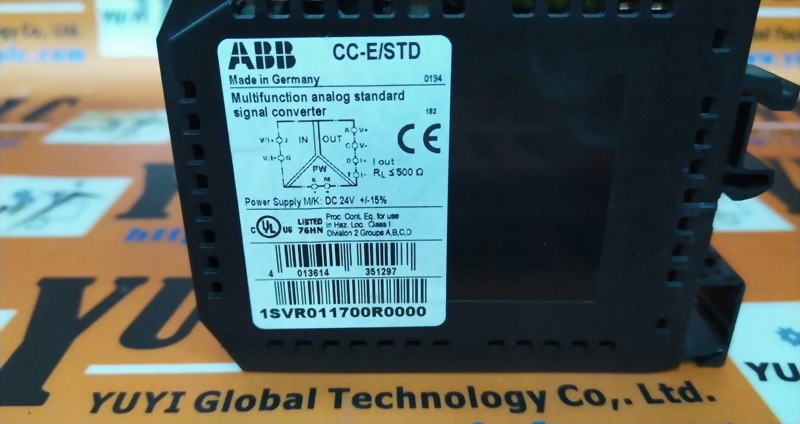 ABB CC-E/STD
Made in Germany 0194
Multifunction analog standard
signal converter 182
A V+
V/I+ J IN OUT
C V-
V/I- G
D I+
PW
F I-
K M
CE
I out:
RL ≤ 500 Ω
Power Supply M/K: DC 24V +/-15%
C UL US LISTED 76HN
Proc. Cont. Eq. for use
in Haz. Loc. Class I
Division 2 Groups A,B,C,D
4 013614 351297
1SVR011700R0000
YUYI Global Technology Co,. Ltd.